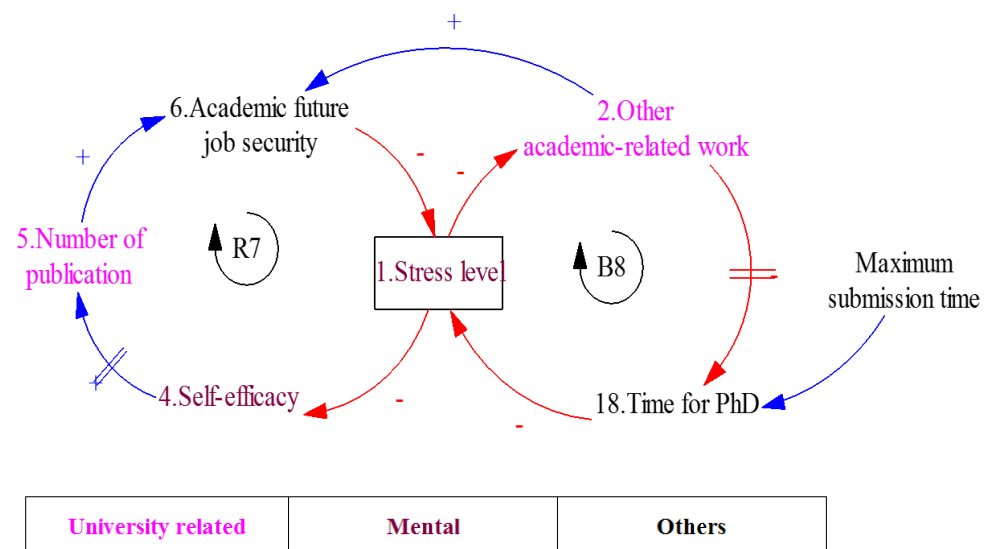 +
6.Academic future
job security
2.Other
academic-related work
-
-
+
5.Number of
publication
R7
1.Stress level
B8
-
Maximum
submission time
+
4.Self-efficacy
-
18.Time for PhD
-
University related
Mental
Others